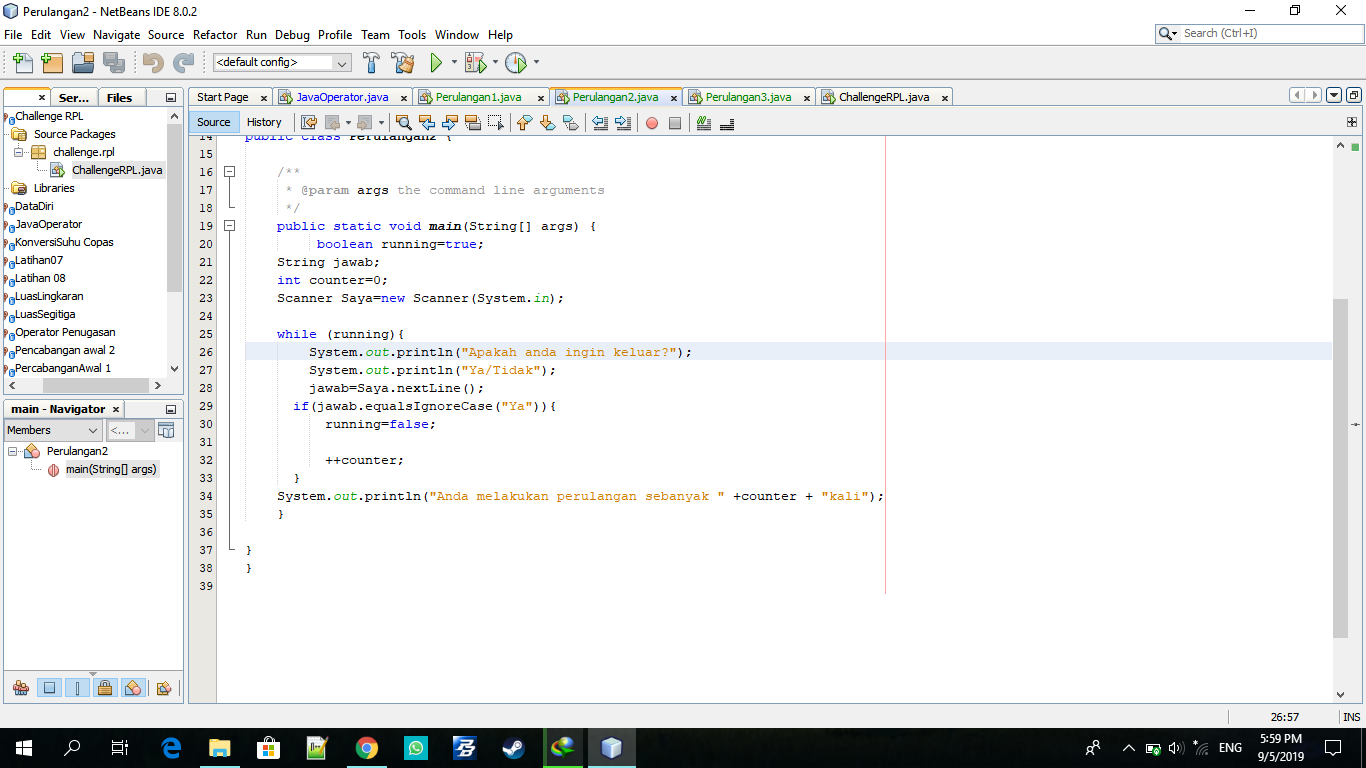 Perulangan2 - NetBeans IDE 8.0.2
File Edit View Navigate Source Refactor Run Debug Profile Team Tools Window Help
Search (Ctrl+I)
<default config>
Ser... Files
Start Page JavaOperator.java Perulangan1.java Perulangan2.java Perulangan3.java ChallengeRPL.java
Source History
Challenge RPL
Source Packages
challenge.rpl
ChallengeRPL.java
Libraries
DataDiri
JavaOperator
KonversiSuhu Copas
Latihan07
Latihan 08
LuasLingkaran
LuasSegitiga
Operator Penugasan
Pencabangan awal 2
PercabanganAwal 1
main - Navigator
Members <...
Perulangan2
main(String[] args)
14 public class Perulangan2 {
15
16 /**
17 * @param args the command line arguments
18 */
19 public static void main(String[] args) {
20 boolean running=true;
21 String jawab;
22 int counter=0;
23 Scanner Saya=new Scanner(System.in);
24
25 while (running){
26 System.out.println("Apakah anda ingin keluar?");
27 System.out.println("Ya/Tidak");
28 jawab=Saya.nextLine();
29 if(jawab.equalsIgnoreCase("Ya")){
30 running=false;
31
32 ++counter;
33 }
34 System.out.println("Anda melakukan perulangan sebanyak " +counter + "kali");
35 }
36
37 }
38 }
39
26:57 INS
ENG
5:59 PM
9/5/2019